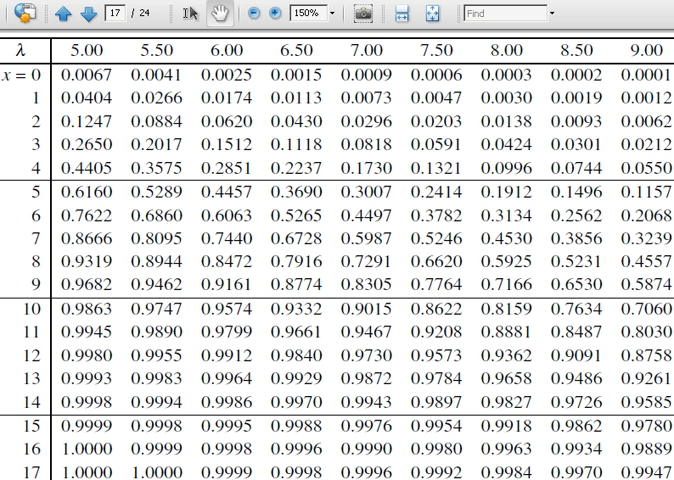 17 / 24 150% Find
λ 5.00 5.50 6.00 6.50 7.00 7.50 8.00 8.50 9.00
x = 0 0.0067 0.0041 0.0025 0.0015 0.0009 0.0006 0.0003 0.0002 0.0001
1 0.0404 0.0266 0.0174 0.0113 0.0073 0.0047 0.0030 0.0019 0.0012
2 0.1247 0.0884 0.0620 0.0430 0.0296 0.0203 0.0138 0.0093 0.0062
3 0.2650 0.2017 0.1512 0.1118 0.0818 0.0591 0.0424 0.0301 0.0212
4 0.4405 0.3575 0.2851 0.2237 0.1730 0.1321 0.0996 0.0744 0.0550
5 0.6160 0.5289 0.4457 0.3690 0.3007 0.2414 0.1912 0.1496 0.1157
6 0.7622 0.6860 0.6063 0.5265 0.4497 0.3782 0.3134 0.2562 0.2068
7 0.8666 0.8095 0.7440 0.6728 0.5987 0.5246 0.4530 0.3856 0.3239
8 0.9319 0.8944 0.8472 0.7916 0.7291 0.6620 0.5925 0.5231 0.4557
9 0.9682 0.9462 0.9161 0.8774 0.8305 0.7764 0.7166 0.6530 0.5874
10 0.9863 0.9747 0.9574 0.9332 0.9015 0.8622 0.8159 0.7634 0.7060
11 0.9945 0.9890 0.9799 0.9661 0.9467 0.9208 0.8881 0.8487 0.8030
12 0.9980 0.9955 0.9912 0.9840 0.9730 0.9573 0.9362 0.9091 0.8758
13 0.9993 0.9983 0.9964 0.9929 0.9872 0.9784 0.9658 0.9486 0.9261
14 0.9998 0.9994 0.9986 0.9970 0.9943 0.9897 0.9827 0.9726 0.9585
15 0.9999 0.9998 0.9995 0.9988 0.9976 0.9954 0.9918 0.9862 0.9780
16 1.0000 0.9999 0.9998 0.9996 0.9990 0.9980 0.9963 0.9934 0.9889
17 1.0000 1.0000 0.9999 0.9998 0.9996 0.9992 0.9984 0.9970 0.9947